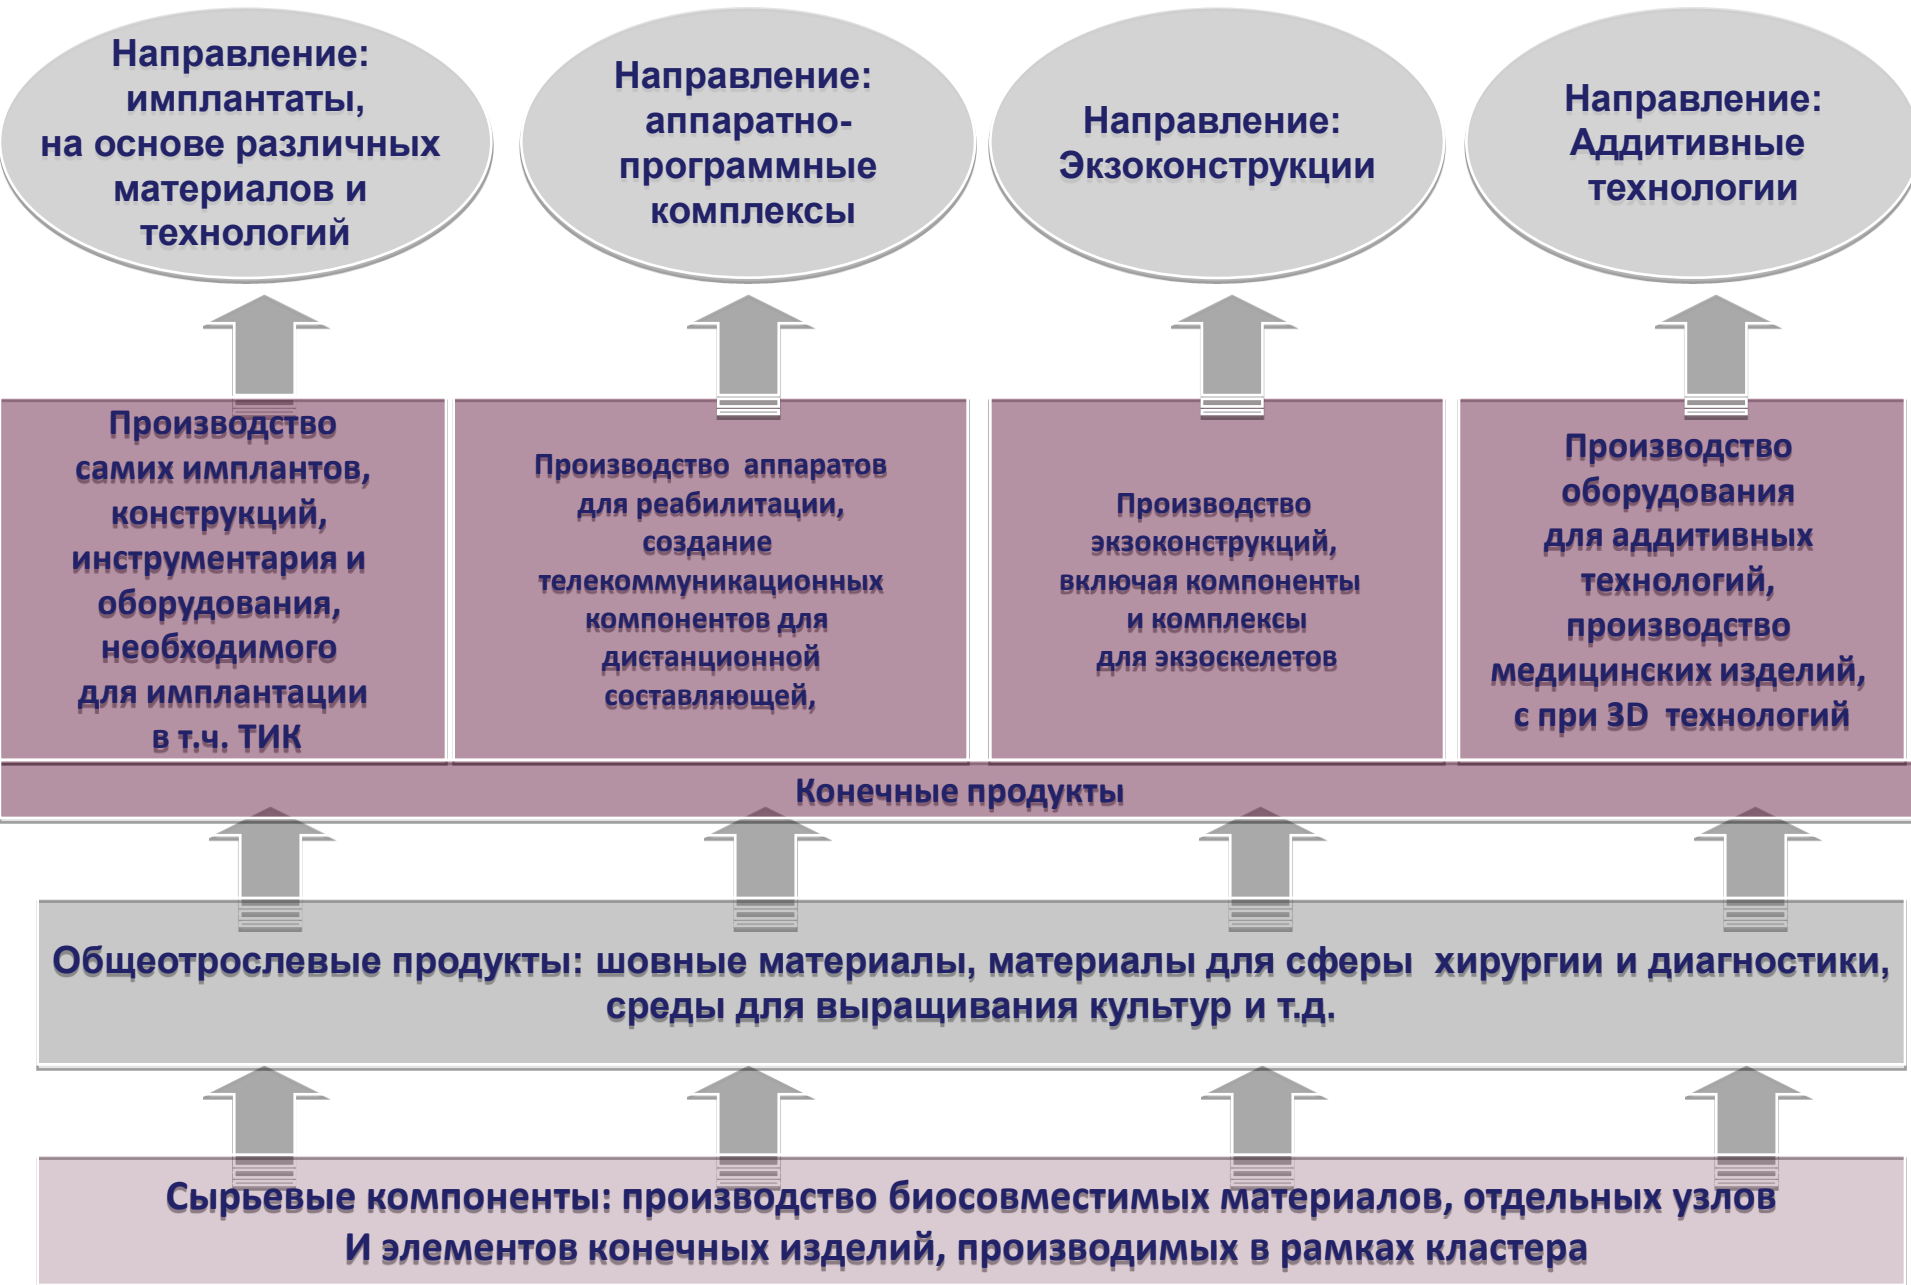 Направление:
имплантаты,
на основе различных
материалов и
технологий
Направление:
аппаратно-
программные
комплексы
Направление:
Экзоконструкции
Направление:
Аддитивные
технологии
Производство
самих имплантов,
конструкций,
инструментария и
оборудования,
необходимого
для имплантации
в т.ч. ТИК
Производство аппаратов
для реабилитации,
создание
телекоммуникационных
компонентов для
дистанционной
составляющей,
Производство
экзоконструкций,
включая компоненты
и комплексы
для экзоскелетов
Производство
оборудования
для аддитивных
технологий,
производство
медицинских изделий,
с при 3D технологий
Конечные продукты
Общеотрослевые продукты: шовные материалы, материалы для сферы хирургии и диагностики,
среды для выращивания культур и т.д.
Сырьевые компоненты: производство биосовместимых материалов, отдельных узлов
И элементов конечных изделий, производимых в рамках кластера